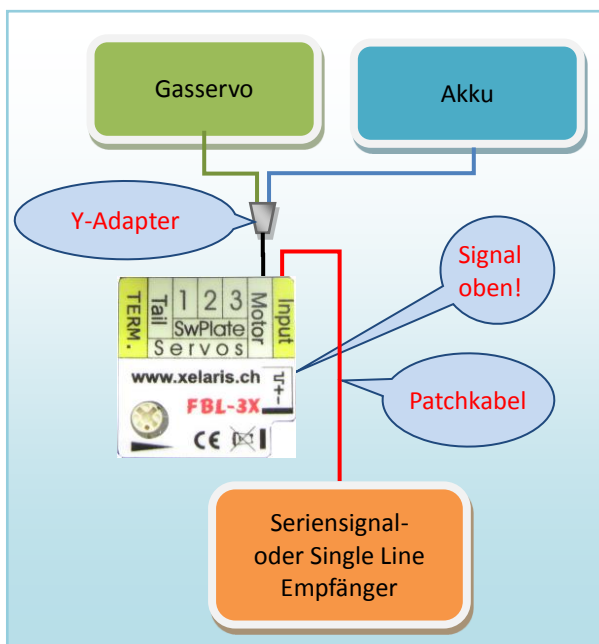 Gasservo
Akku
Y-Adapter
Signal
oben!
TERM.
Tail
1 2 3
SwPlate
Servos
Motor
Input
www.xelaris.ch
FBL-3X
CE
Patchkabel
Seriensignal-
oder Single Line
Empfänger